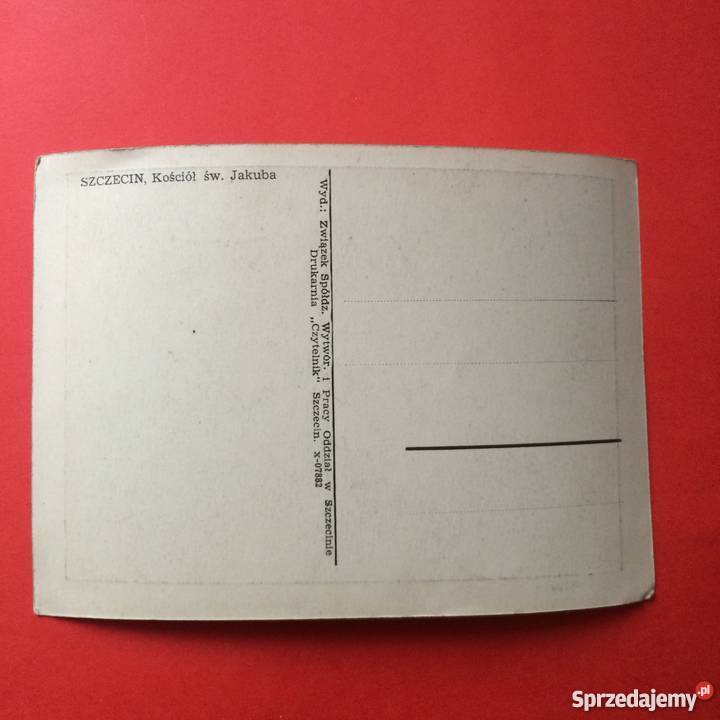 SZCZECIN, Kościół św. Jakuba
Wyd.: Związek Spółdz. Wytwór. i Pracy Oddział w Szczecinie
Drukarnia „Czytelnik“ Szczecin. X-07882
Sprzedajemy.pl